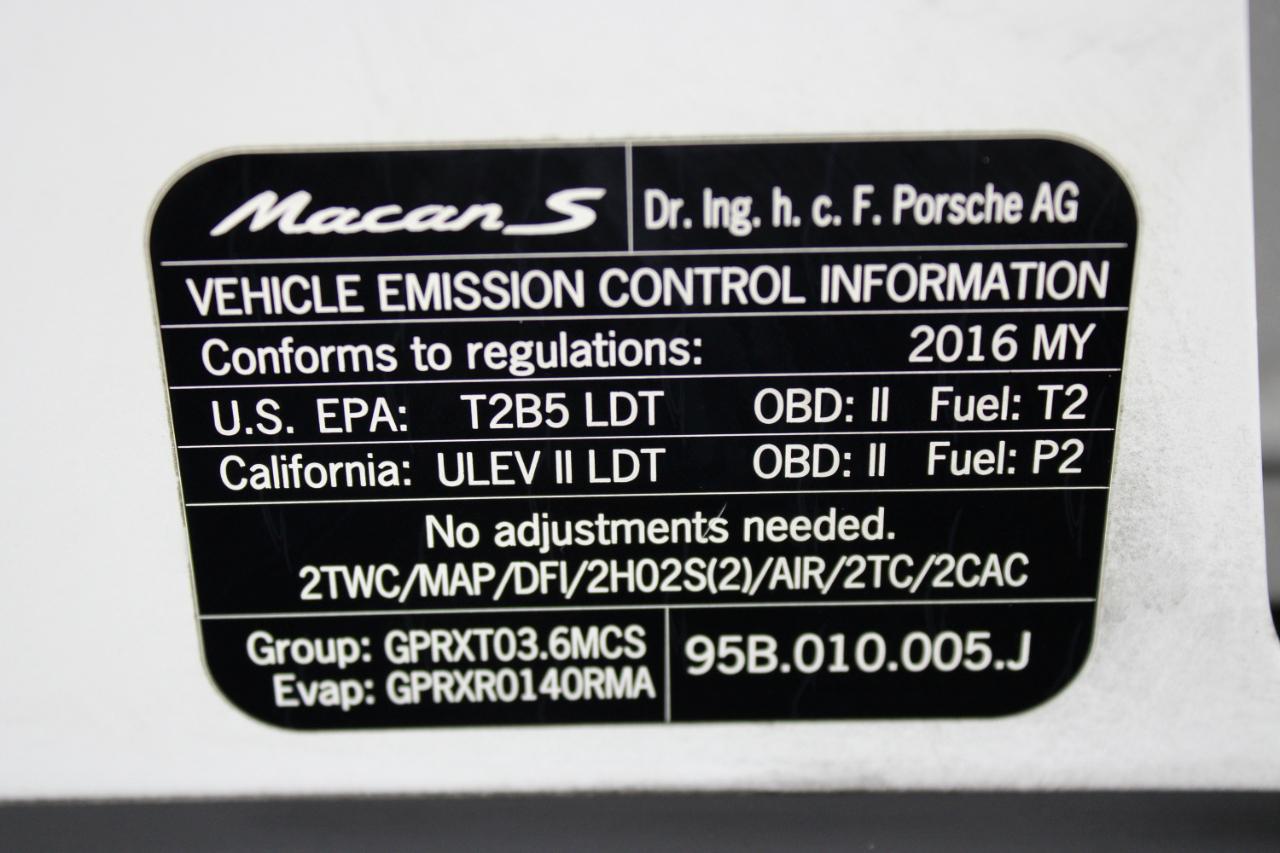 Macan S Dr. Ing. h. c. F. Porsche AG
VEHICLE EMISSION CONTROL INFORMATION
Conforms to regulations: 2016 MY
U.S. EPA: T2B5 LDT OBD: II Fuel: T2
California: ULEV II LDT OBD: II Fuel: P2
No adjustments needed.
2TWC/MAP/DFI/2HO2S(2)/AIR/2TC/2CAC
Group: GPRXT03.6MCS
Evap: GPRXR0140RMA
95B.010.005.J